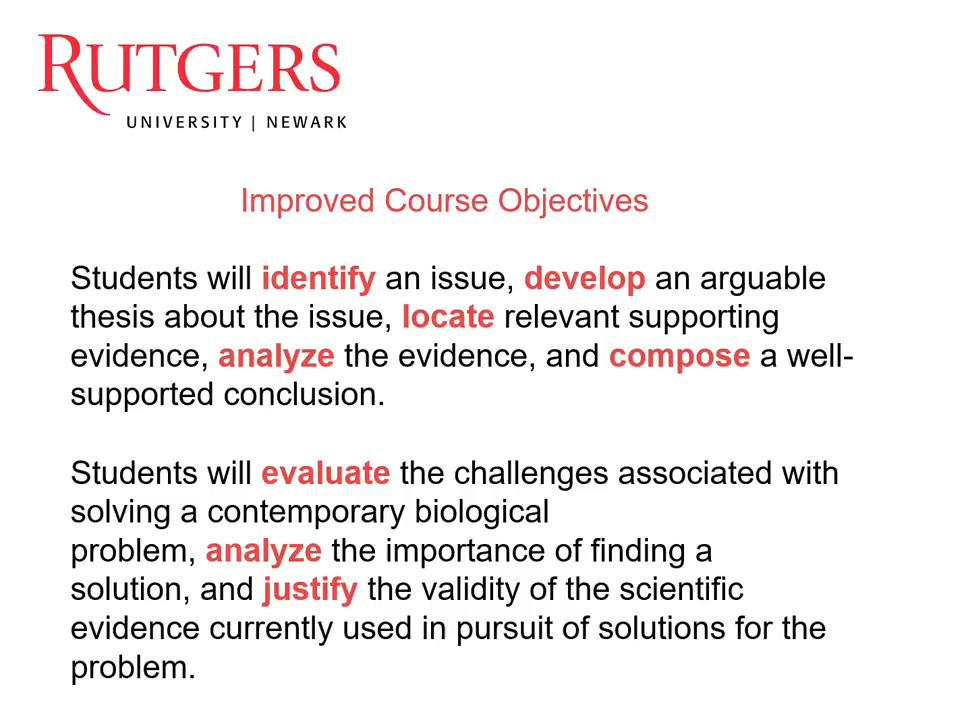 RUTGERS
UNIVERSITY | NEWARK
Improved Course Objectives
Students will identify an issue, develop an arguable
thesis about the issue, locate relevant supporting
evidence, analyze the evidence, and compose a well-
supported conclusion.
Students will evaluate the challenges associated with
solving a contemporary biological
problem, analyze the importance of finding a
solution, and justify the validity of the scientific
evidence currently used in pursuit of solutions for the
problem.